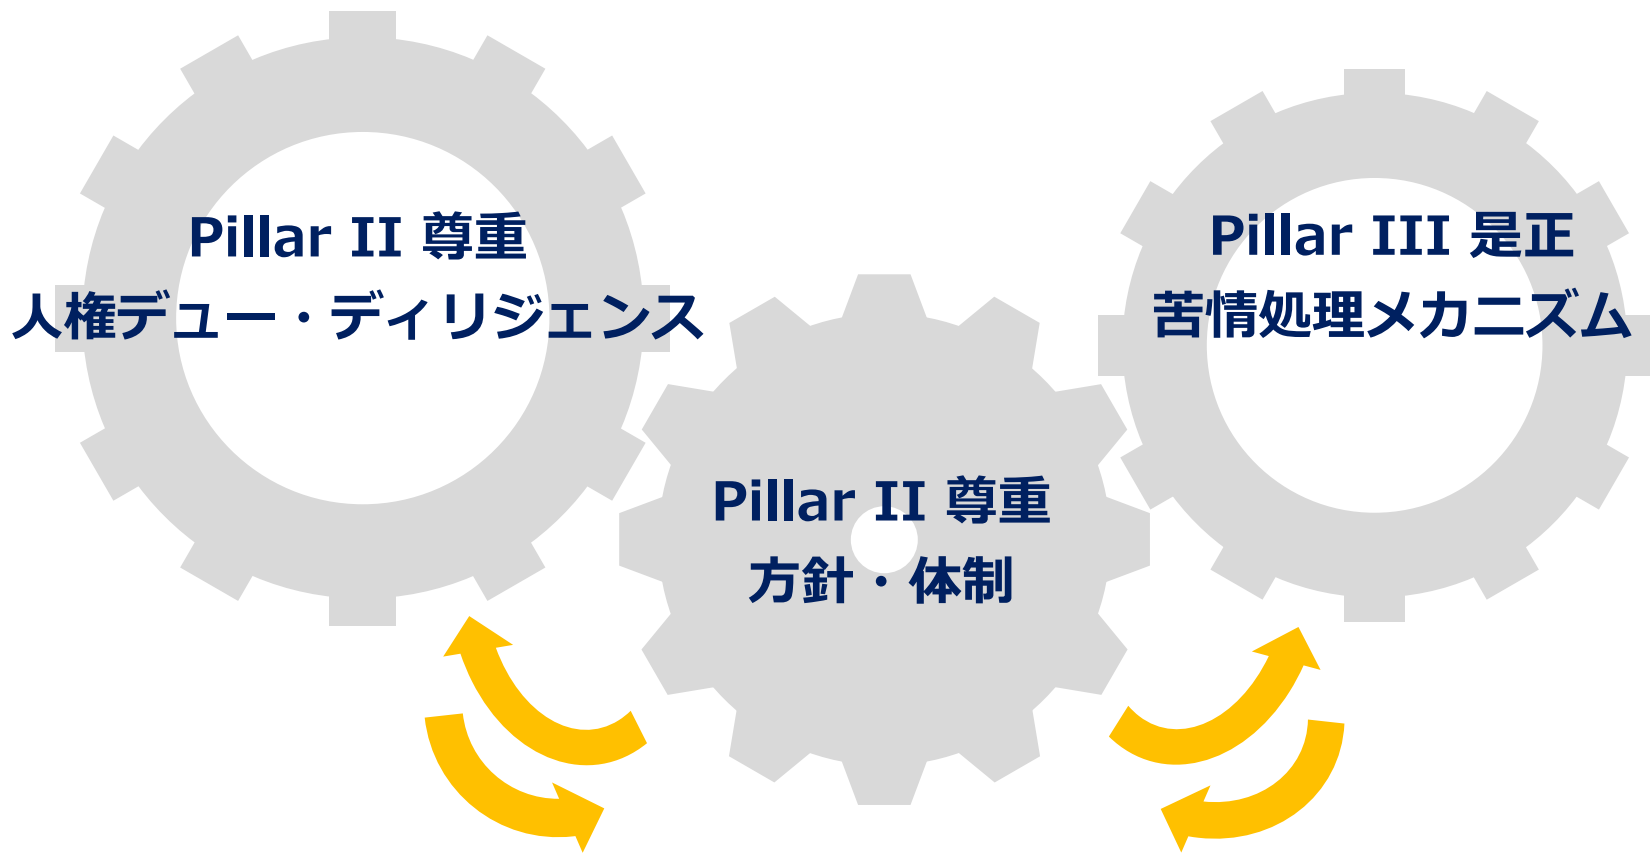 Pillar II 尊重
人権デュー・ディリジェンス
Pillar III 是正
苦情処理メカニズム
Pillar II 尊重
方針・体制